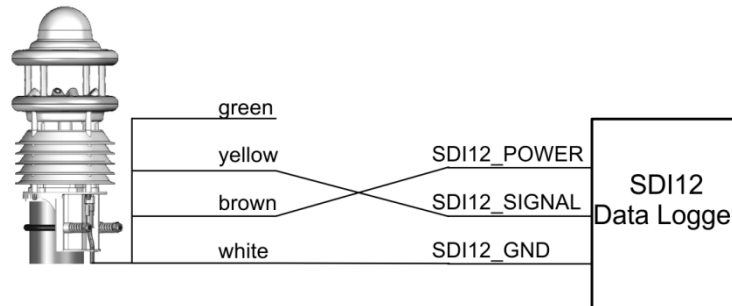 green
yellow
brown
white
SDI12_POWER
SDI12_SIGNAL
SDI12_GND
SDI12
Data Logge